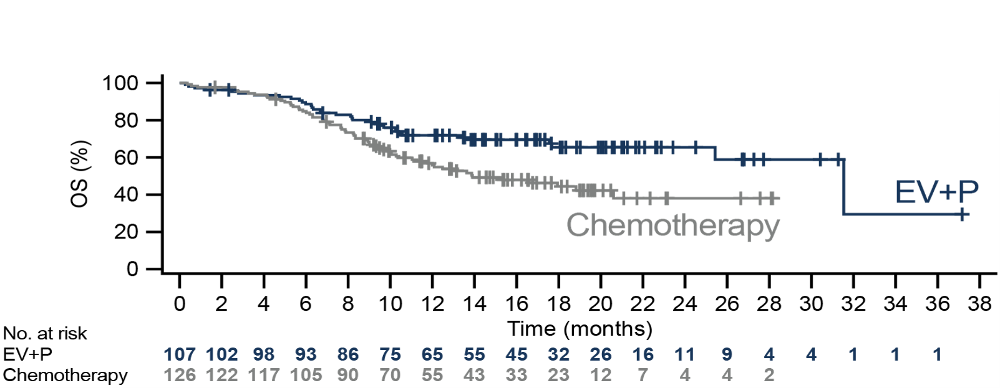 100
80
60
40
20
0
OS (%)
EV+P
Chemotherapy
0 2 4 6 8 10 12 14 16 18 20 22 24 26 28 30 32 34 36 38
Time (months)
No. at risk
EV+P 107 102 98 93 86 75 65 55 45 32 26 16 11 9 4 4 1 1 1
Chemotherapy 126 122 117 105 90 70 55 43 33 23 12 7 4 4 2